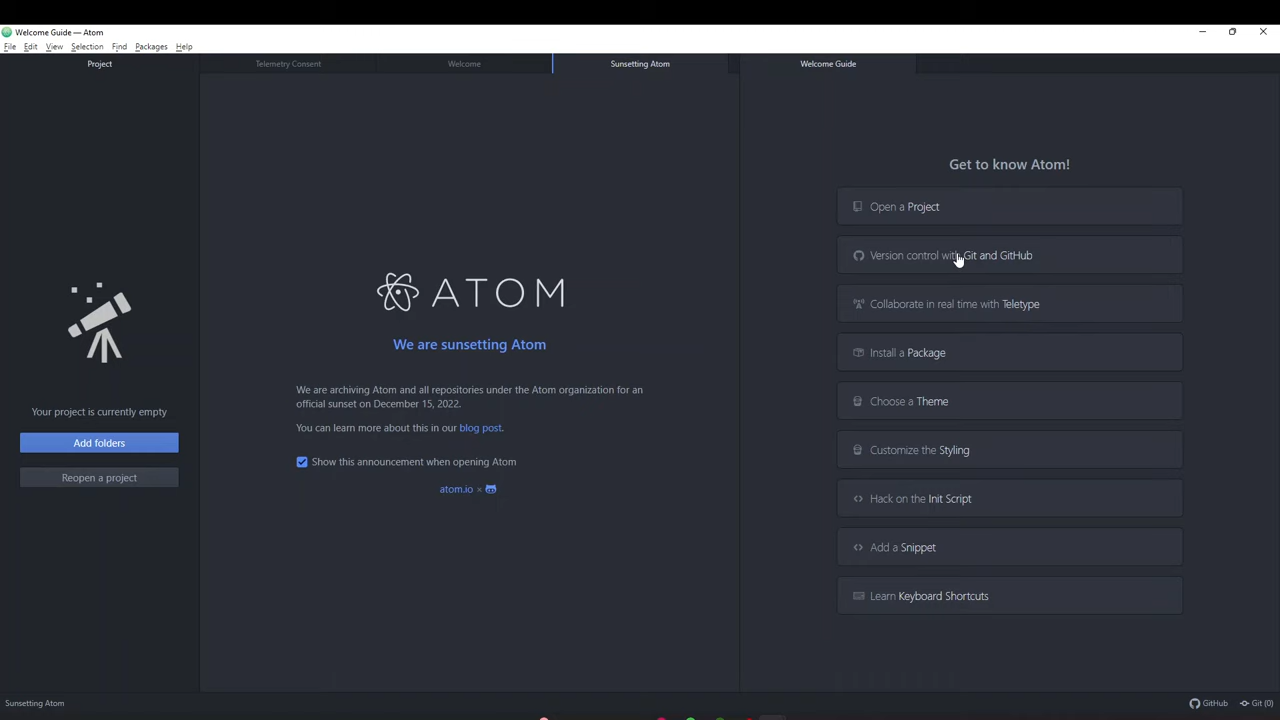 Welcome Guide — Atom
File Edit View Selection Find Packages Help
Project
Telemetry Consent
Welcome
Sunsetting Atom
Welcome Guide
Your project is currently empty
Add folders
Reopen a project
ATOM
We are sunsetting Atom
We are archiving Atom and all repositories under the Atom organization for an
official sunset on December 15, 2022.
You can learn more about this in our blog post.
Show this announcement when opening Atom
atom.io ×
Get to know Atom!
Open a Project
Version control with Git and GitHub
Collaborate in real time with Teletype
Install a Package
Choose a Theme
Customize the Styling
Hack on the Init Script
Add a Snippet
Learn Keyboard Shortcuts
Sunsetting Atom
GitHub
Git (0)